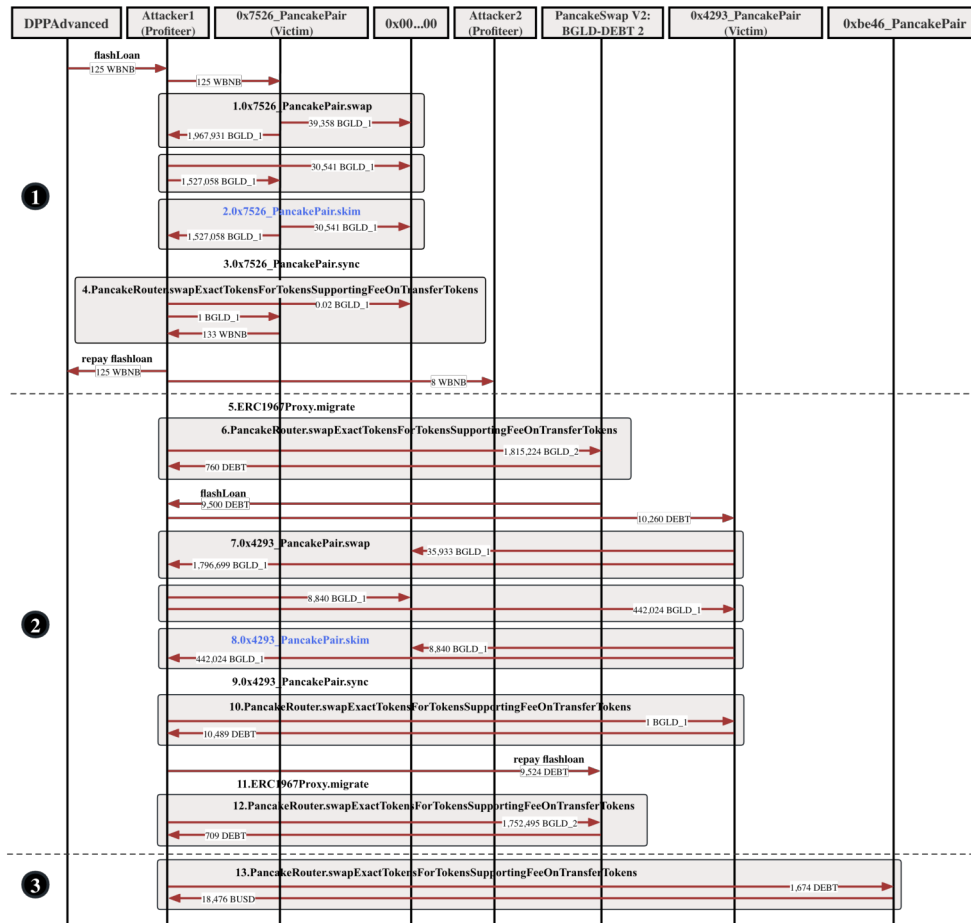 DPPAdvanced
Attacker1
(Profiteer)
0x7526_PancakePair
(Victim)
0x00...00
Attacker2
(Profiteer)
PancakeSwap V2:
BGLD-DEBT 2
0x4293_PancakePair
(Victim)
0xbe46_PancakePair
flashLoan
125 WBNB
125 WBNB
1.0x7526_PancakePair.swap
39,358 BGLD_1
1,967,931 BGLD_1
30,541 BGLD_1
1,527,058 BGLD_1
1
2.0x7526_PancakePair.skim
30,541 BGLD_1
1,527,058 BGLD_1
3.0x7526_PancakePair.sync
4.PancakeRouter.swapExactTokensForTokensSupportingFeeOnTransferTokens
0.02 BGLD_1
1 BGLD_1
133 WBNB
repay flashloan
125 WBNB
8 WBNB
5.ERC1967Proxy.migrate
6.PancakeRouter.swapExactTokensForTokensSupportingFeeOnTransferTokens
1,815,224 BGLD_2
760 DEBT
flashLoan
9,500 DEBT
10,260 DEBT
7.0x4293_PancakePair.swap
35,933 BGLD_1
1,796,699 BGLD_1
8,840 BGLD_1
442,024 BGLD_1
2
8.0x4293_PancakePair.skim
8,840 BGLD_1
442,024 BGLD_1
9.0x4293_PancakePair.sync
10.PancakeRouter.swapExactTokensForTokensSupportingFeeOnTransferTokens
1 BGLD_1
10,489 DEBT
repay flashloan
9,524 DEBT
11.ERC1967Proxy.migrate
12.PancakeRouter.swapExactTokensForTokensSupportingFeeOnTransferTokens
1,752,495 BGLD_2
709 DEBT
3
13.PancakeRouter.swapExactTokensForTokensSupportingFeeOnTransferTokens
1,674 DEBT
18,476 BUSD